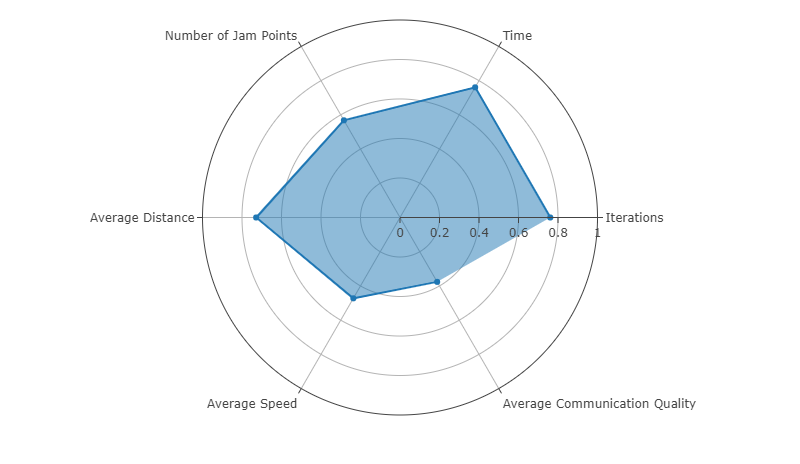 Number of Jam Points
Time
Average Distance
Iterations
0 0.2 0.4 0.6 0.8 1
Average Speed
Average Communication Quality